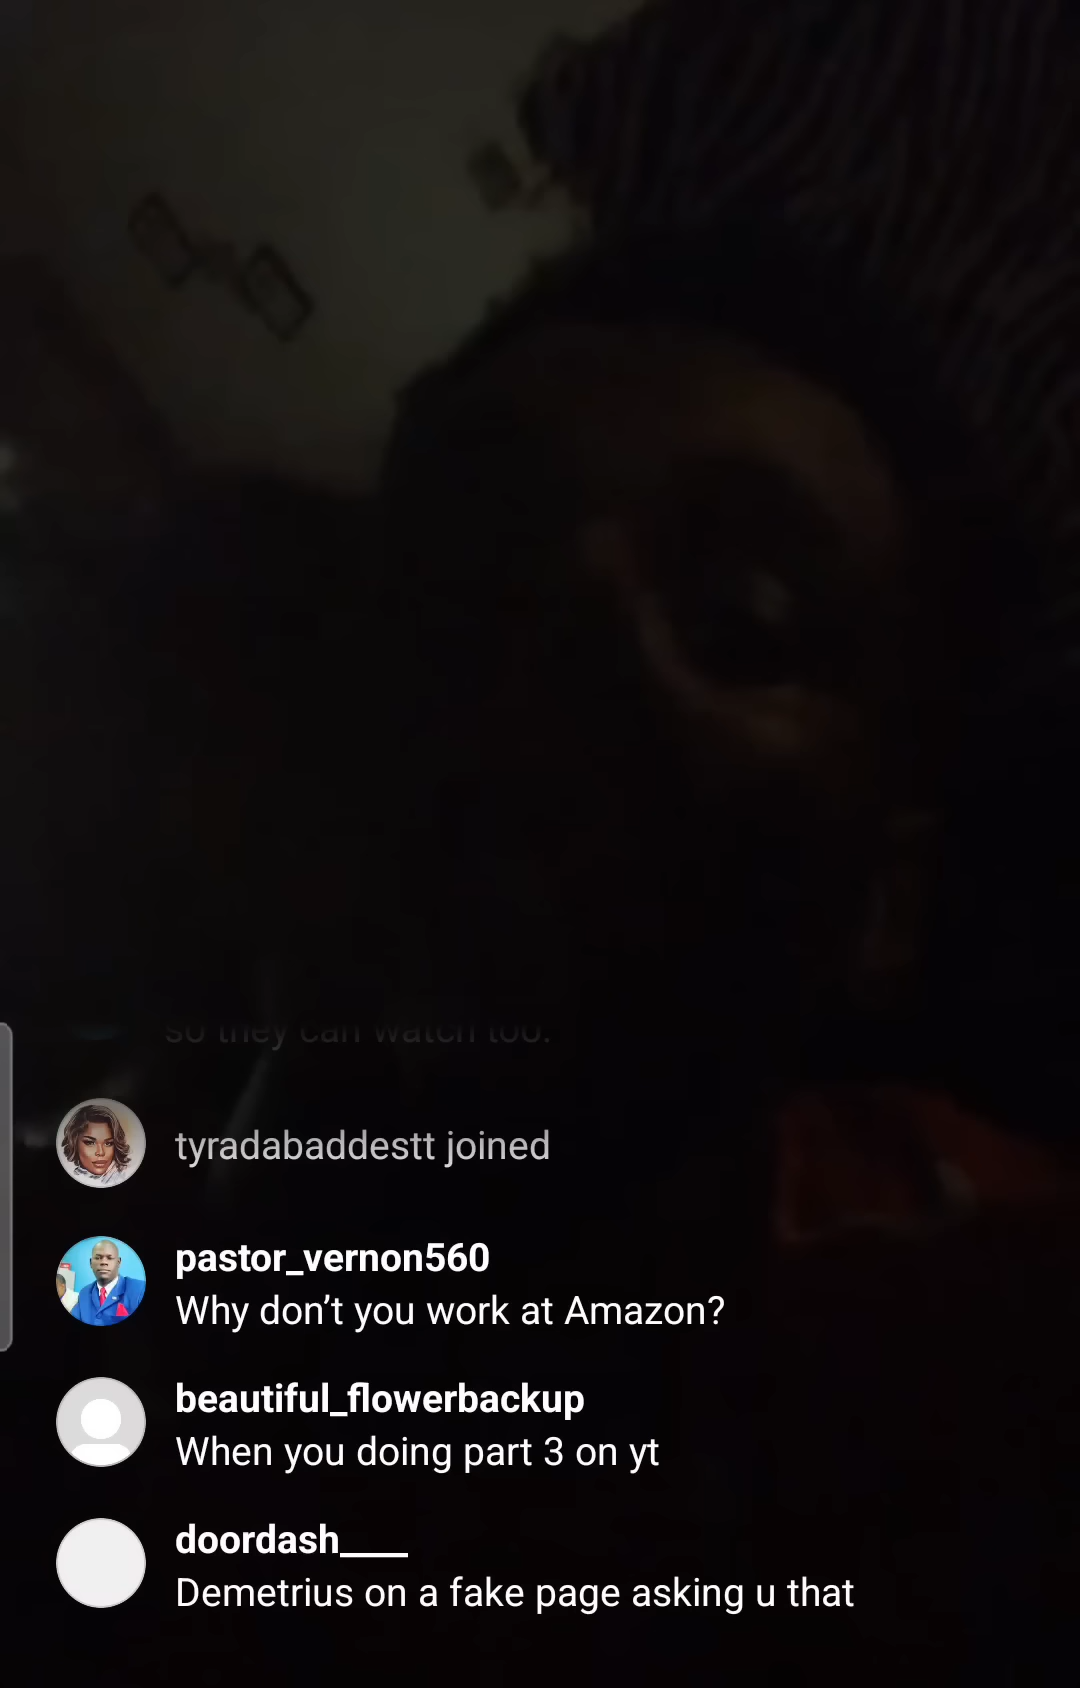 so they can watch too.
tyradabaddestt joined
pastor_vernon560
Why don’t you work at Amazon?
beautiful_flowerbackup
When you doing part 3 on yt
doordash____
Demetrius on a fake page asking u that